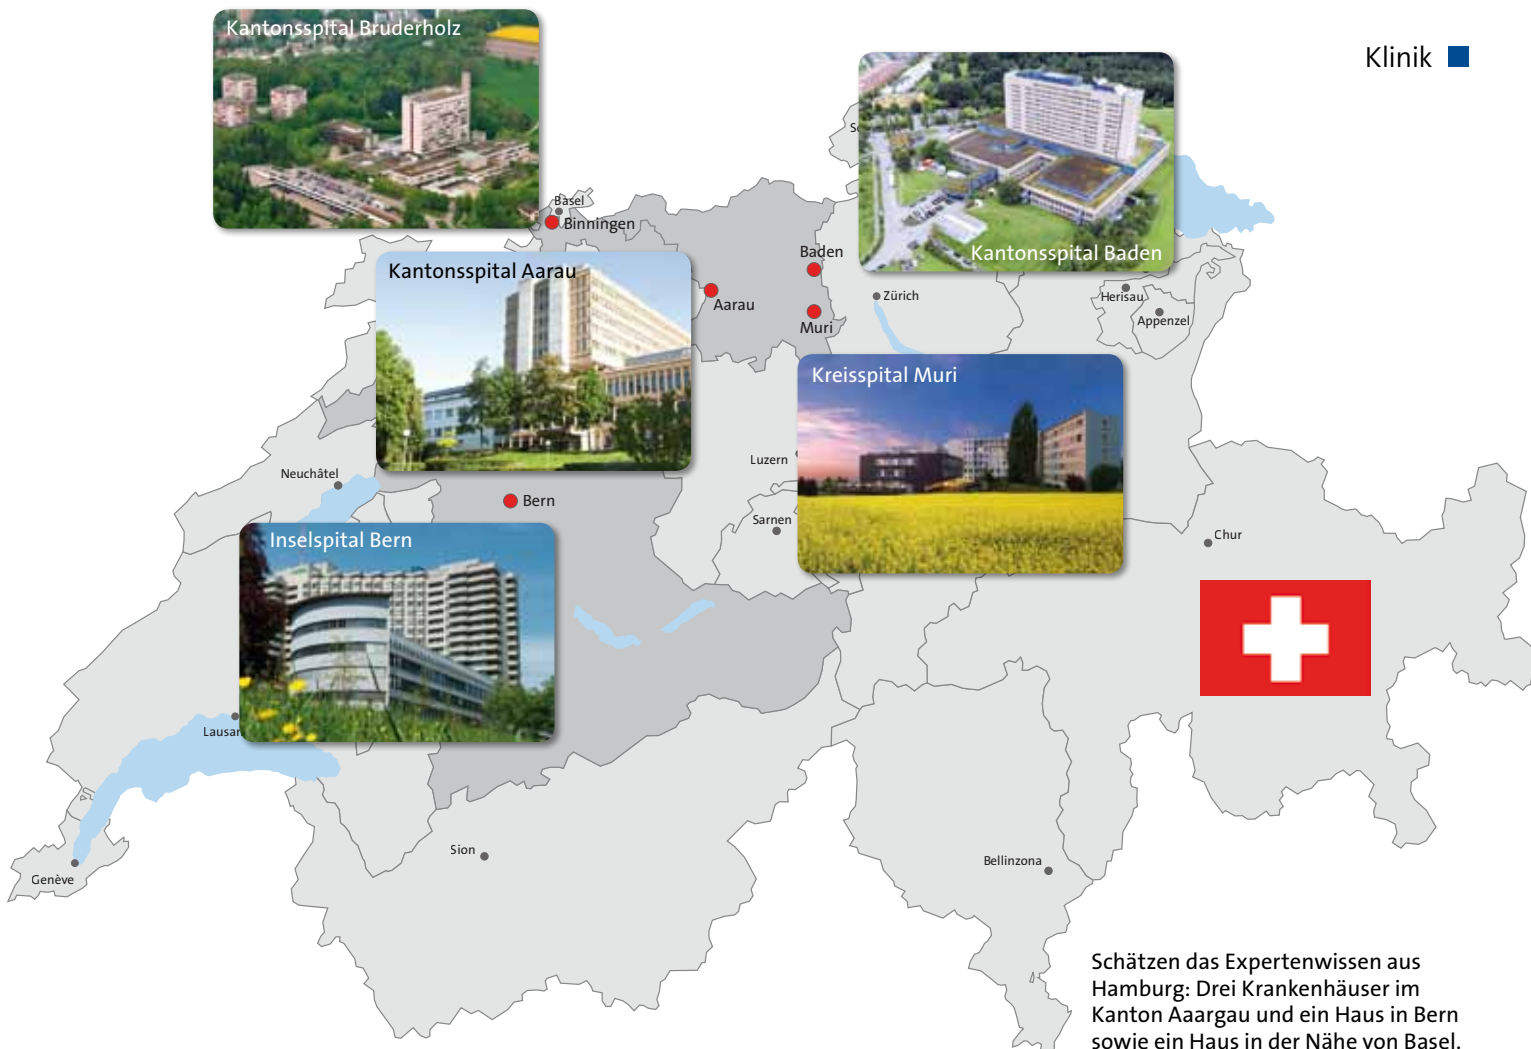 Kantonsspital Bruderholz
Klinik
Basel
Binningen
Kantonsspital Baden
Baden
Kantonsspital Aarau
Aarau
Zürich
Herisau
Appenzel
Muri
Kreisspital Muri
Luzern
Neuchâtel
Bern
Sarnen
Chur
Inselspital Bern
Sion
Bellinzona
Genève
Schätzen das Expertenwissen aus
Hamburg: Drei Krankenhäuser im
Kanton Aaargau und ein Haus in Bern
sowie ein Haus in der Nähe von Basel.